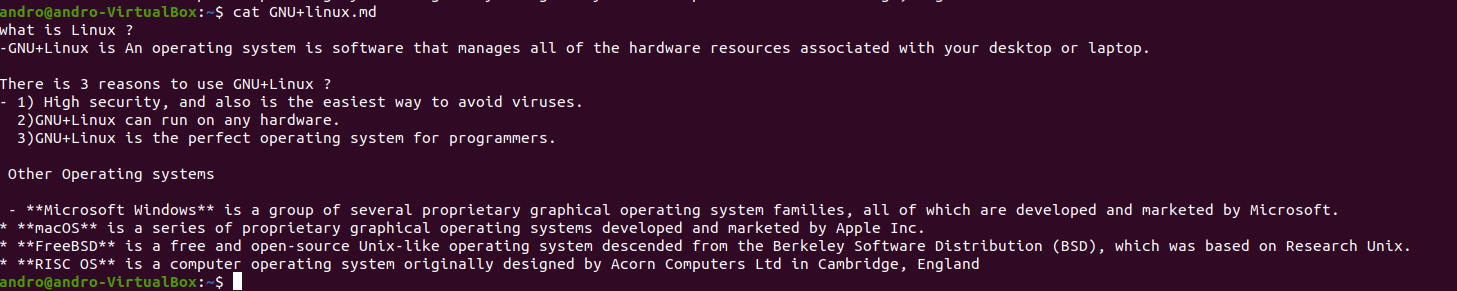 andro@andro-VirtualBox:~$ cat GNU+linux.md
what is Linux ?
-GNU+Linux is An operating system is software that manages all of the hardware resources associated with your desktop or laptop.
There is 3 reasons to use GNU+Linux ?
- 1) High security, and also is the easiest way to avoid viruses.
2)GNU+Linux can run on any hardware.
3)GNU+Linux is the perfect operating system for programmers.
Other Operating systems
- **Microsoft Windows** is a group of several proprietary graphical operating system families, all of which are developed and marketed by Microsoft.
* **macOS** is a series of proprietary graphical operating systems developed and marketed by Apple Inc.
* **FreeBSD** is a free and open-source Unix-like operating system descended from the Berkeley Software Distribution (BSD), which was based on Research Unix.
* **RISC OS** is a computer operating system originally designed by Acorn Computers Ltd in Cambridge, England
andro@andro-VirtualBox:~$